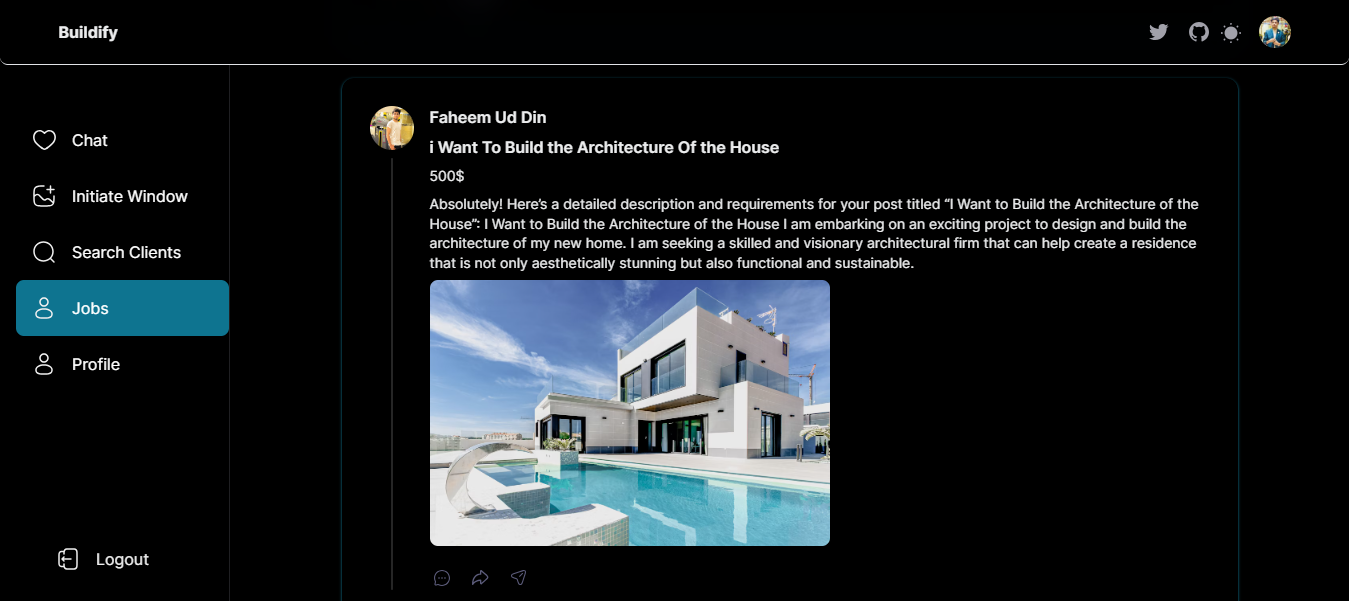 Buildify
Chat
Initiate Window
Search Clients
Jobs
Profile
Logout
Faheem Ud Din
i Want To Build the Architecture Of the House
500$
Absolutely! Here’s a detailed description and requirements for your post titled “I Want to Build the Architecture of the
House”: I Want to Build the Architecture of the House I am embarking on an exciting project to design and build the
architecture of my new home. I am seeking a skilled and visionary architectural firm that can help create a residence
that is not only aesthetically stunning but also functional and sustainable.